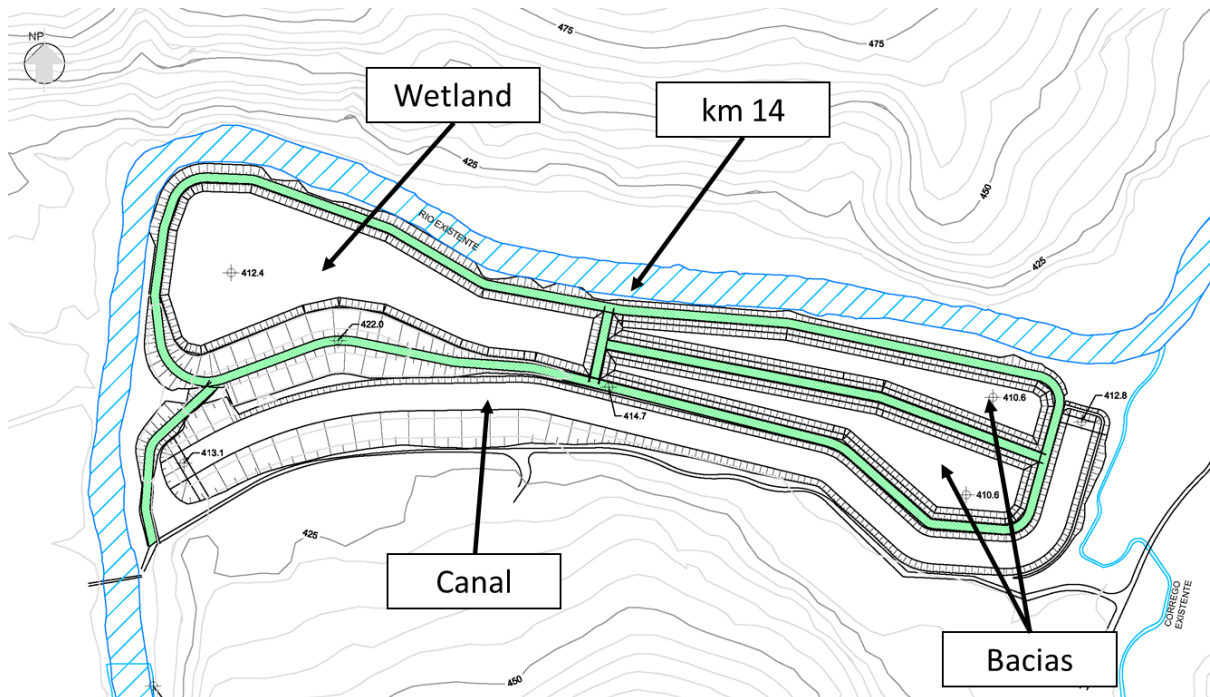 475
475
NP
Wetland
km 14
425
450
RIO EXISTENTE
425
412.4
422.0
410.6
412.8
414.7
413.1
410.6
425
Canal
CORREGO
EXISTENTE
Bacias
450